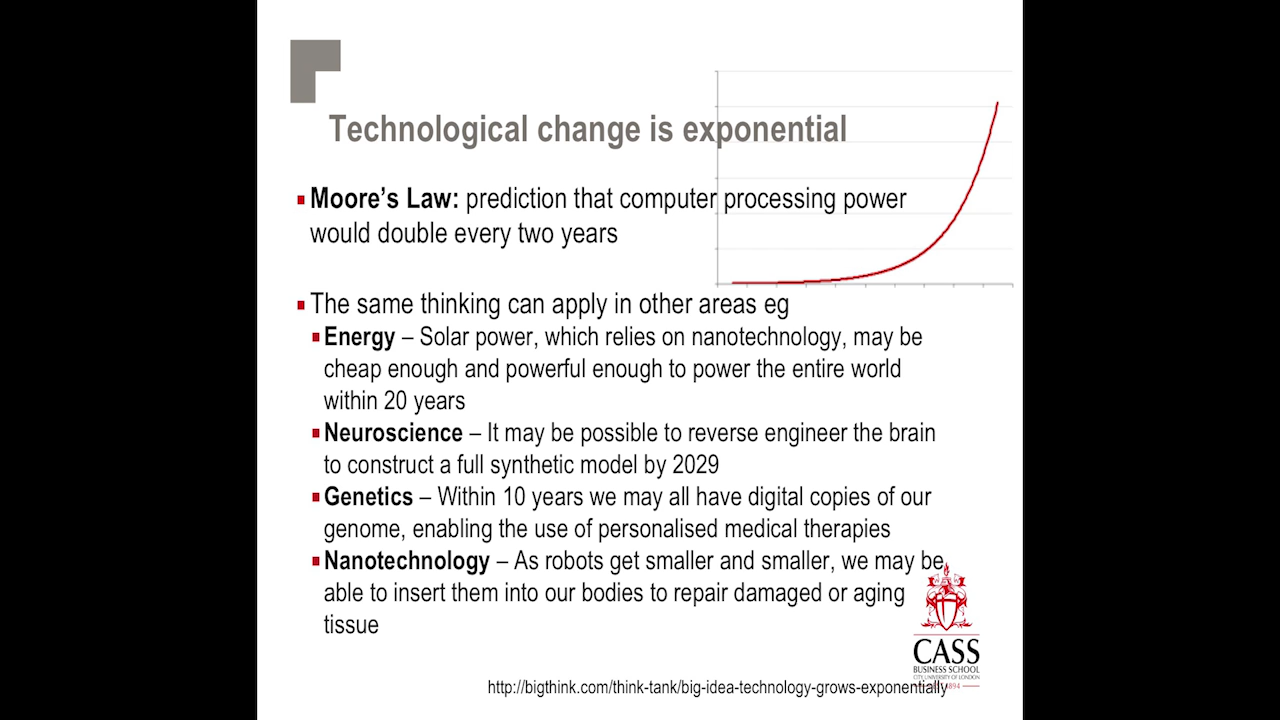 Technological change is exponential
Moore's Law: prediction that computer processing power
would double every two years
The same thinking can apply in other areas eg
Energy – Solar power, which relies on nanotechnology, may be
cheap enough and powerful enough to power the entire world
within 20 years
Neuroscience – It may be possible to reverse engineer the brain
to construct a full synthetic model by 2029
Genetics – Within 10 years we may all have digital copies of our
genome, enabling the use of personalised medical therapies
Nanotechnology – As robots get smaller and smaller, we may be
able to insert them into our bodies to repair damaged or aging
tissue
CASS
BUSINESS SCHOOL
CITY UNIVERSITY OF LONDON
894
http://bigthink.com/think-tank/big-idea-technology-grows-exponentially